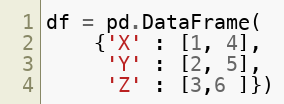 1 df = pd.DataFrame(
2     {'X' : [1, 4],
3      'Y' : [2, 5],
4      'Z' : [3,6 ]})